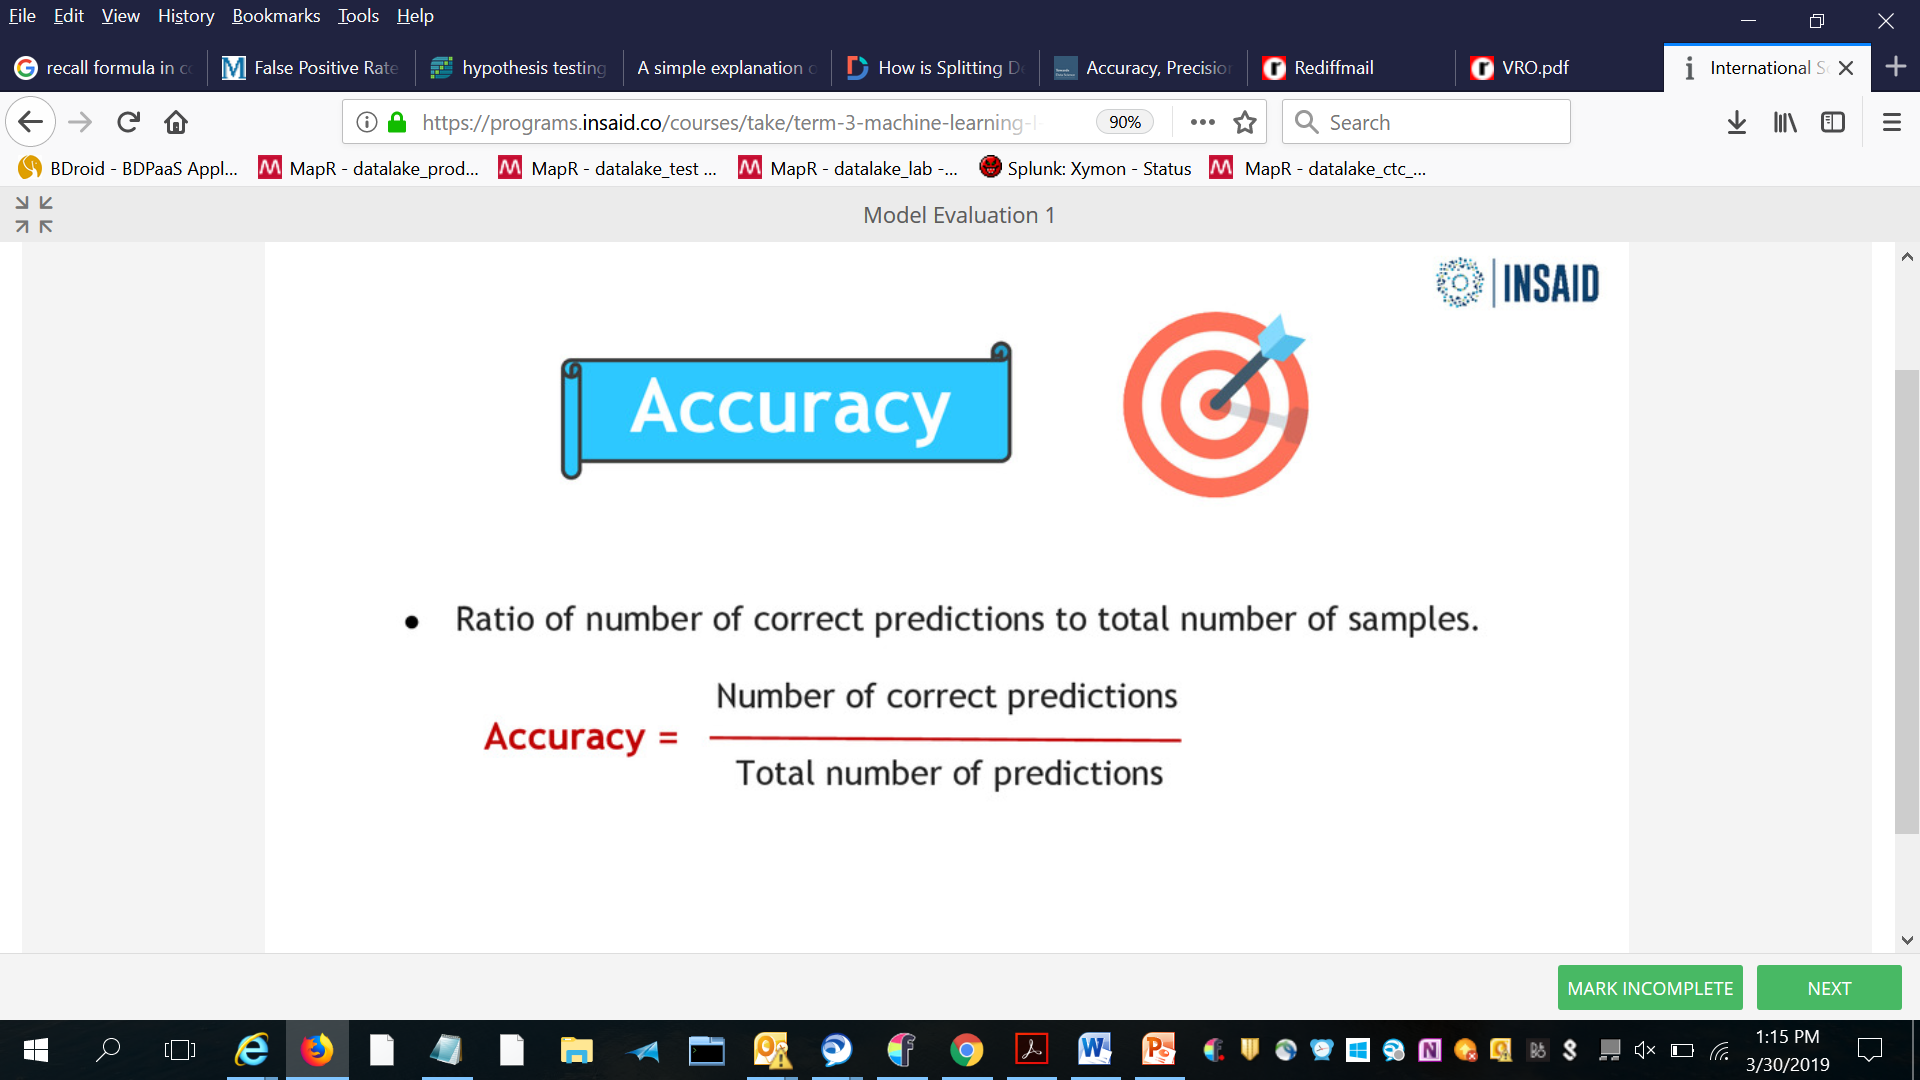 File Edit View History Bookmarks Tools Help
recall formula in co
False Positive Rate
hypothesis testing
A simple explanation o
How is Splitting De
Accuracy, Precision
Rediffmail
VRO.pdf
International Sc
https://programs.insaid.co/courses/take/term-3-machine-learning-l
90%
Search
BDroid - BDPaaS Appl...
MapR - datalake_prod...
MapR - datalake_test ...
MapR - datalake_lab -...
Splunk: Xymon - Status
MapR - datalake_ctc_...
Model Evaluation 1
INSAID
Accuracy
• Ratio of number of correct predictions to total number of samples.
Number of correct predictions
Accuracy =
Total number of predictions
MARK INCOMPLETE
NEXT
1:15 PM
3/30/2019